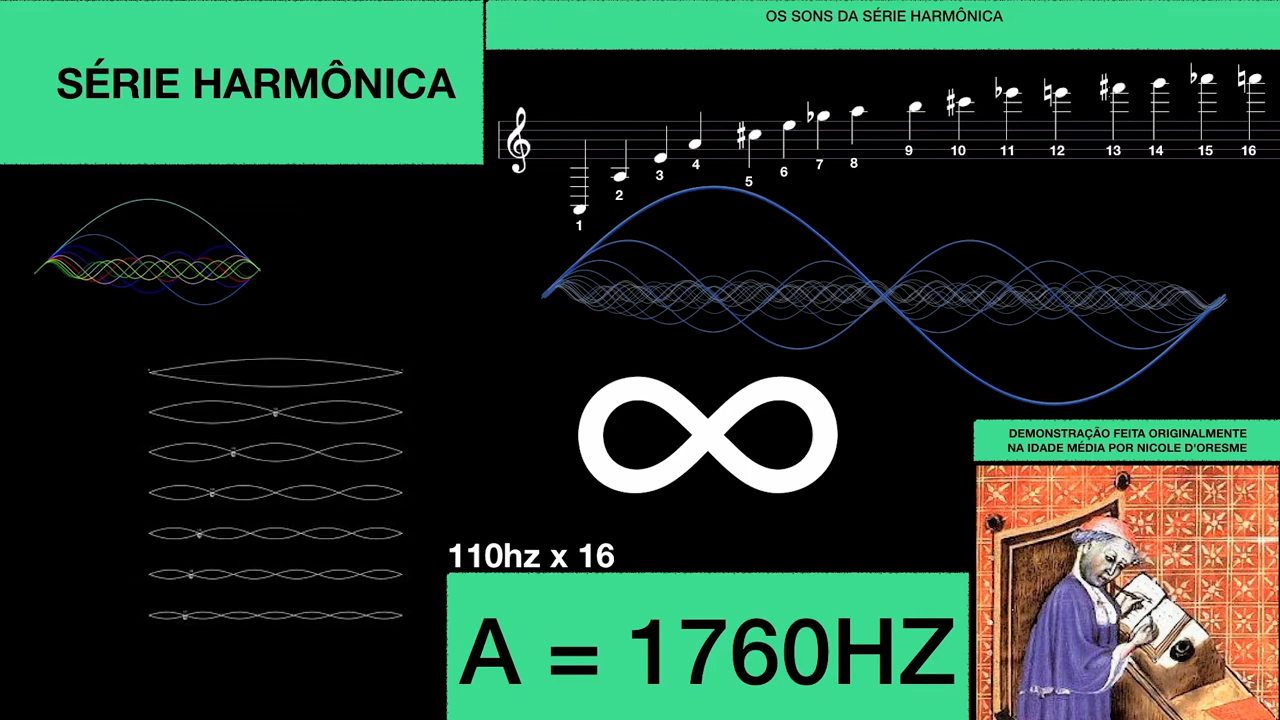 SÉRIE HARMÔNICA
OS SONS DA SÉRIE HARMÔNICA
1 2 3 4 5 6 7 8 9 10 11 12 13 14 15 16
DEMONSTRAÇÃO FEITA ORIGINALMENTE
NA IDADE MÉDIA POR NICOLE D'ORESME
110hz x 16
A = 1760HZ